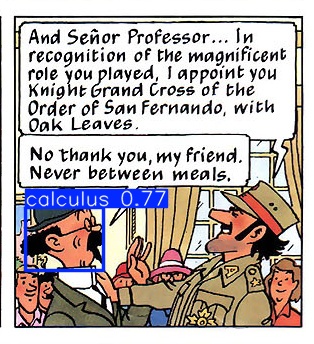 And Señor Professor... In
recognition of the magnificent
role you played, I appoint you
Knight Grand Cross of the
Order of San Fernando, with
Oak Leaves.
No thank you, my friend.
Never between meals.
calculus 0.77